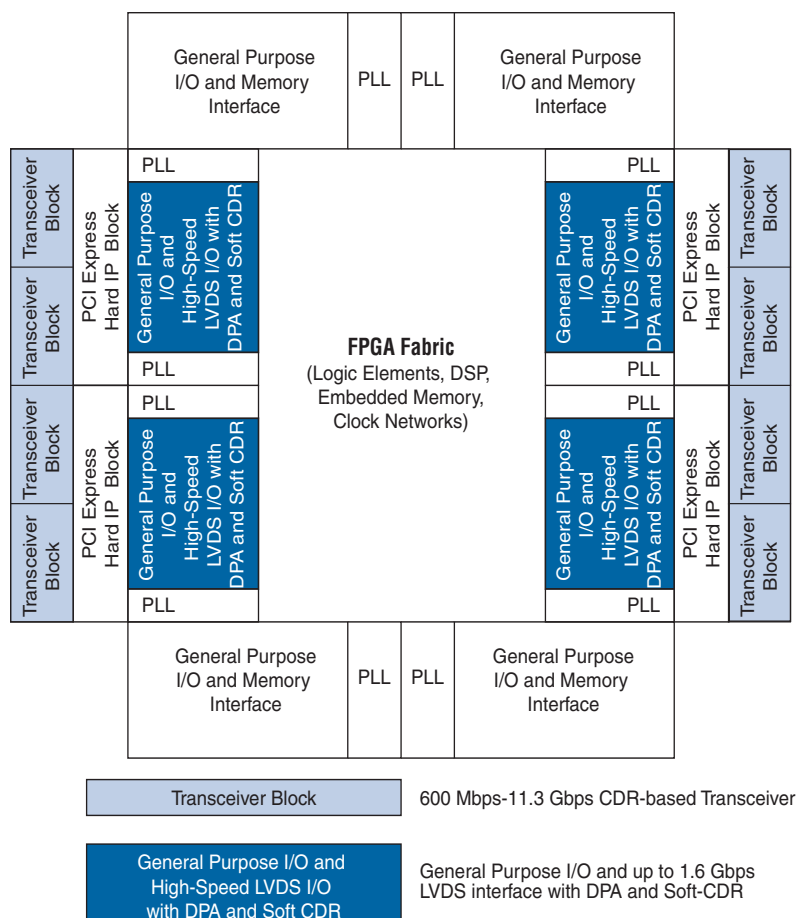 General Purpose
I/O and Memory
Interface
PLL
PLL
General Purpose
I/O and Memory
Interface
Transceiver
Block
Transceiver
Block
PCI Express
Hard IP Block
PLL
General Purpose
I/O and
High-Speed
LVDS I/O with
DPA and Soft CDR
PLL
Transceiver
Block
Transceiver
Block
PCI Express
Hard IP Block
PLL
General Purpose
I/O and
High-Speed
LVDS I/O with
DPA and Soft CDR
PLL
FPGA Fabric
(Logic Elements, DSP,
Embedded Memory,
Clock Networks)
PLL
General Purpose
I/O and
High-Speed
LVDS I/O with
DPA and Soft CDR
PLL
PCI Express
Hard IP Block
Transceiver
Block
Transceiver
Block
PLL
General Purpose
I/O and
High-Speed
LVDS I/O with
DPA and Soft CDR
PLL
PCI Express
Hard IP Block
Transceiver
Block
Transceiver
Block
General Purpose
I/O and Memory
Interface
PLL
PLL
General Purpose
I/O and Memory
Interface
Transceiver Block
600 Mbps-11.3 Gbps CDR-based Transceiver
General Purpose I/O and
High-Speed LVDS I/O
with DPA and Soft CDR
General Purpose I/O and up to 1.6 Gbps
LVDS interface with DPA and Soft-CDR